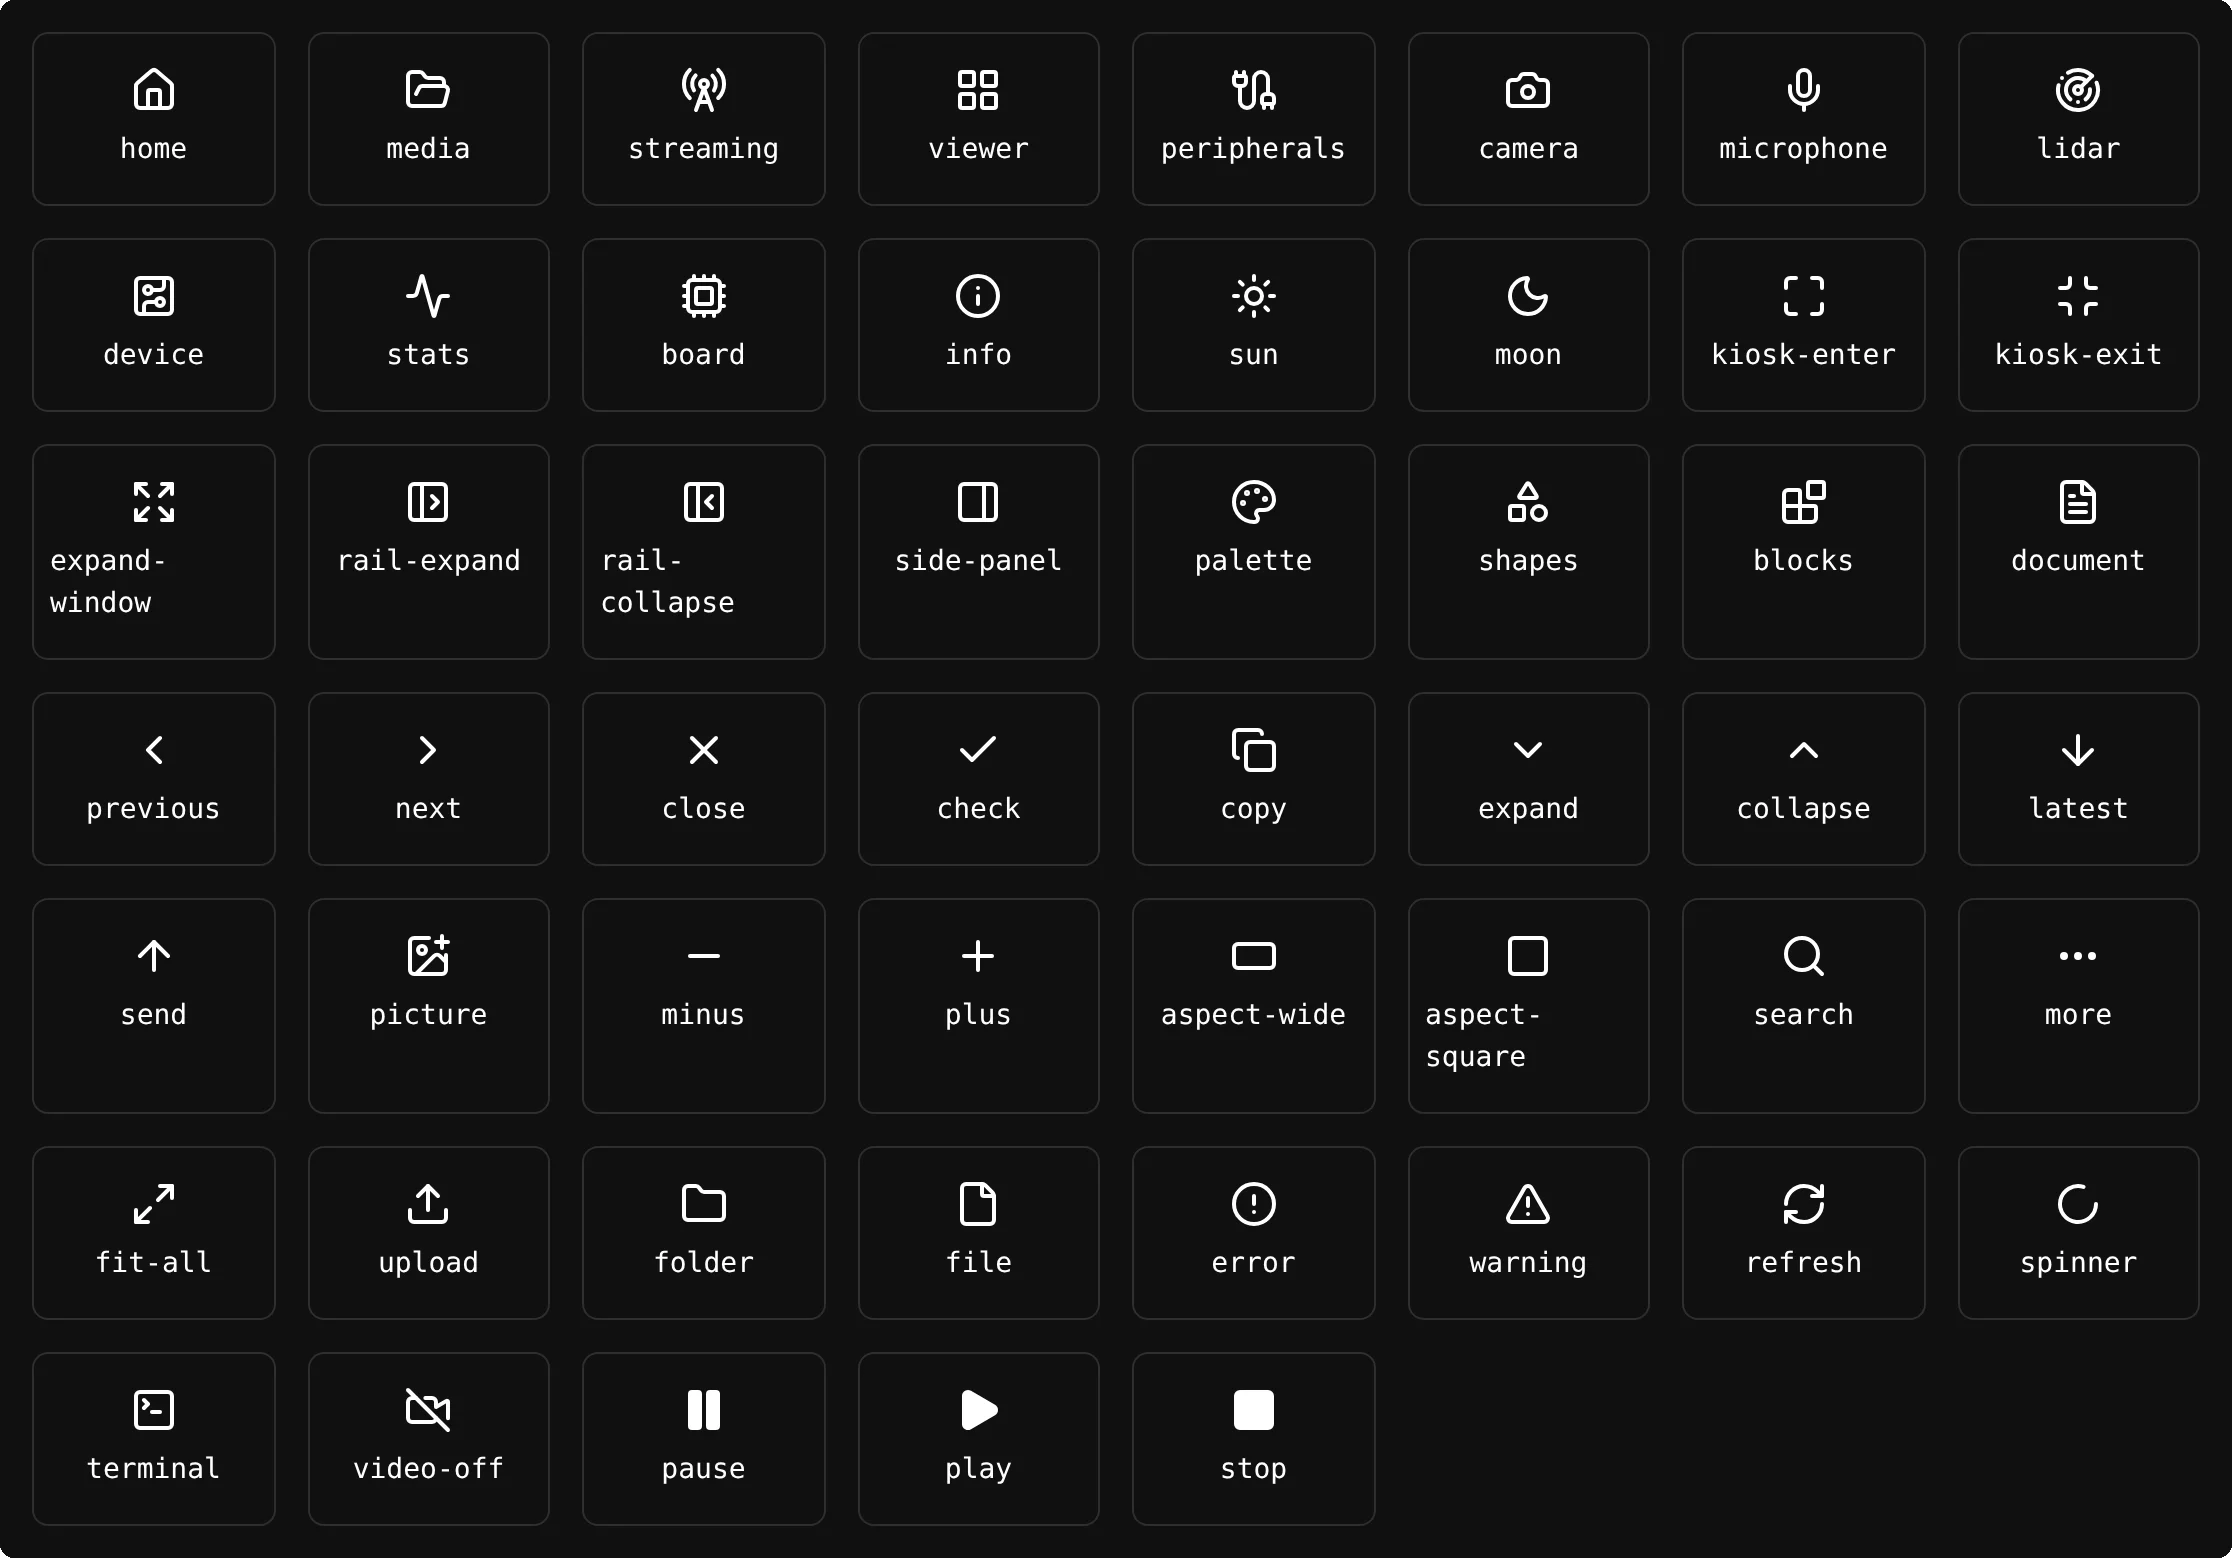 home
media
streaming
viewer
peripherals
camera
microphone
lidar
device
stats
board
info
sun
moon
kiosk-enter
kiosk-exit
expand-
window
rail-expand
rail-
collapse
side-panel
palette
shapes
blocks
document
previous
next
close
check
copy
expand
collapse
latest
send
picture
minus
plus
aspect-wide
aspect-
square
search
more
fit-all
upload
folder
file
error
warning
refresh
spinner
terminal
video-off
pause
play
stop